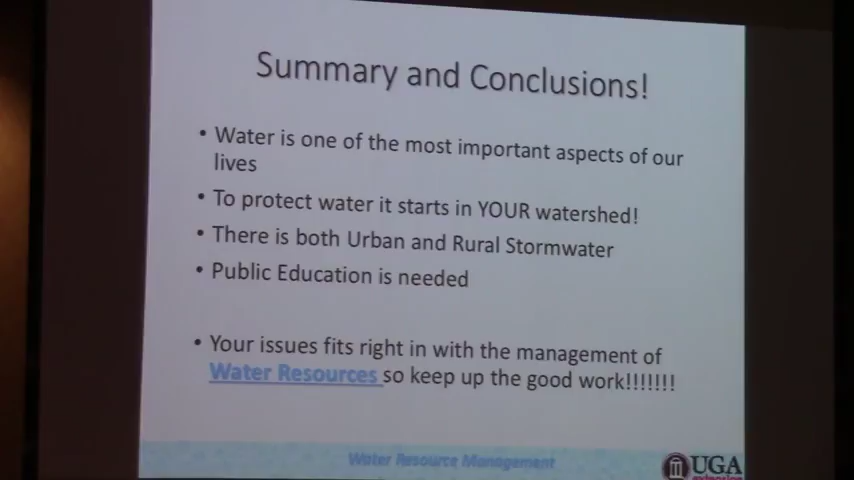 Summary and Conclusions!
• Water is one of the most important aspects of our
lives
• To protect water it starts in YOUR watershed!
• There is both Urban and Rural Stormwater
• Public Education is needed
• Your issues fits right in with the management of
Water Resources so keep up the good work!!!!!!!
Water Resource Management
UGA
extension